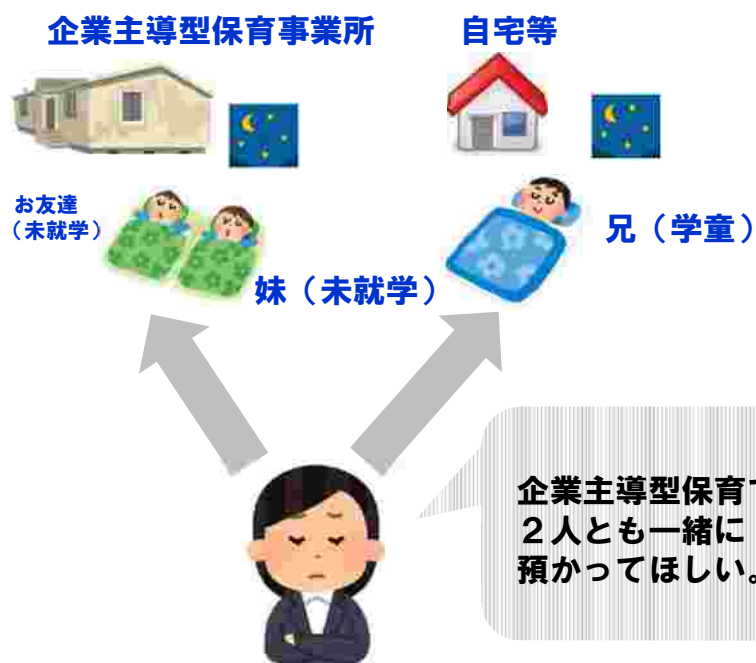 企業主導型保育事業所
自宅等
お友達
（未就学）
妹（未就学）
兄（学童）
企業主導型保育で
２人とも一緒に
預かってほしい。